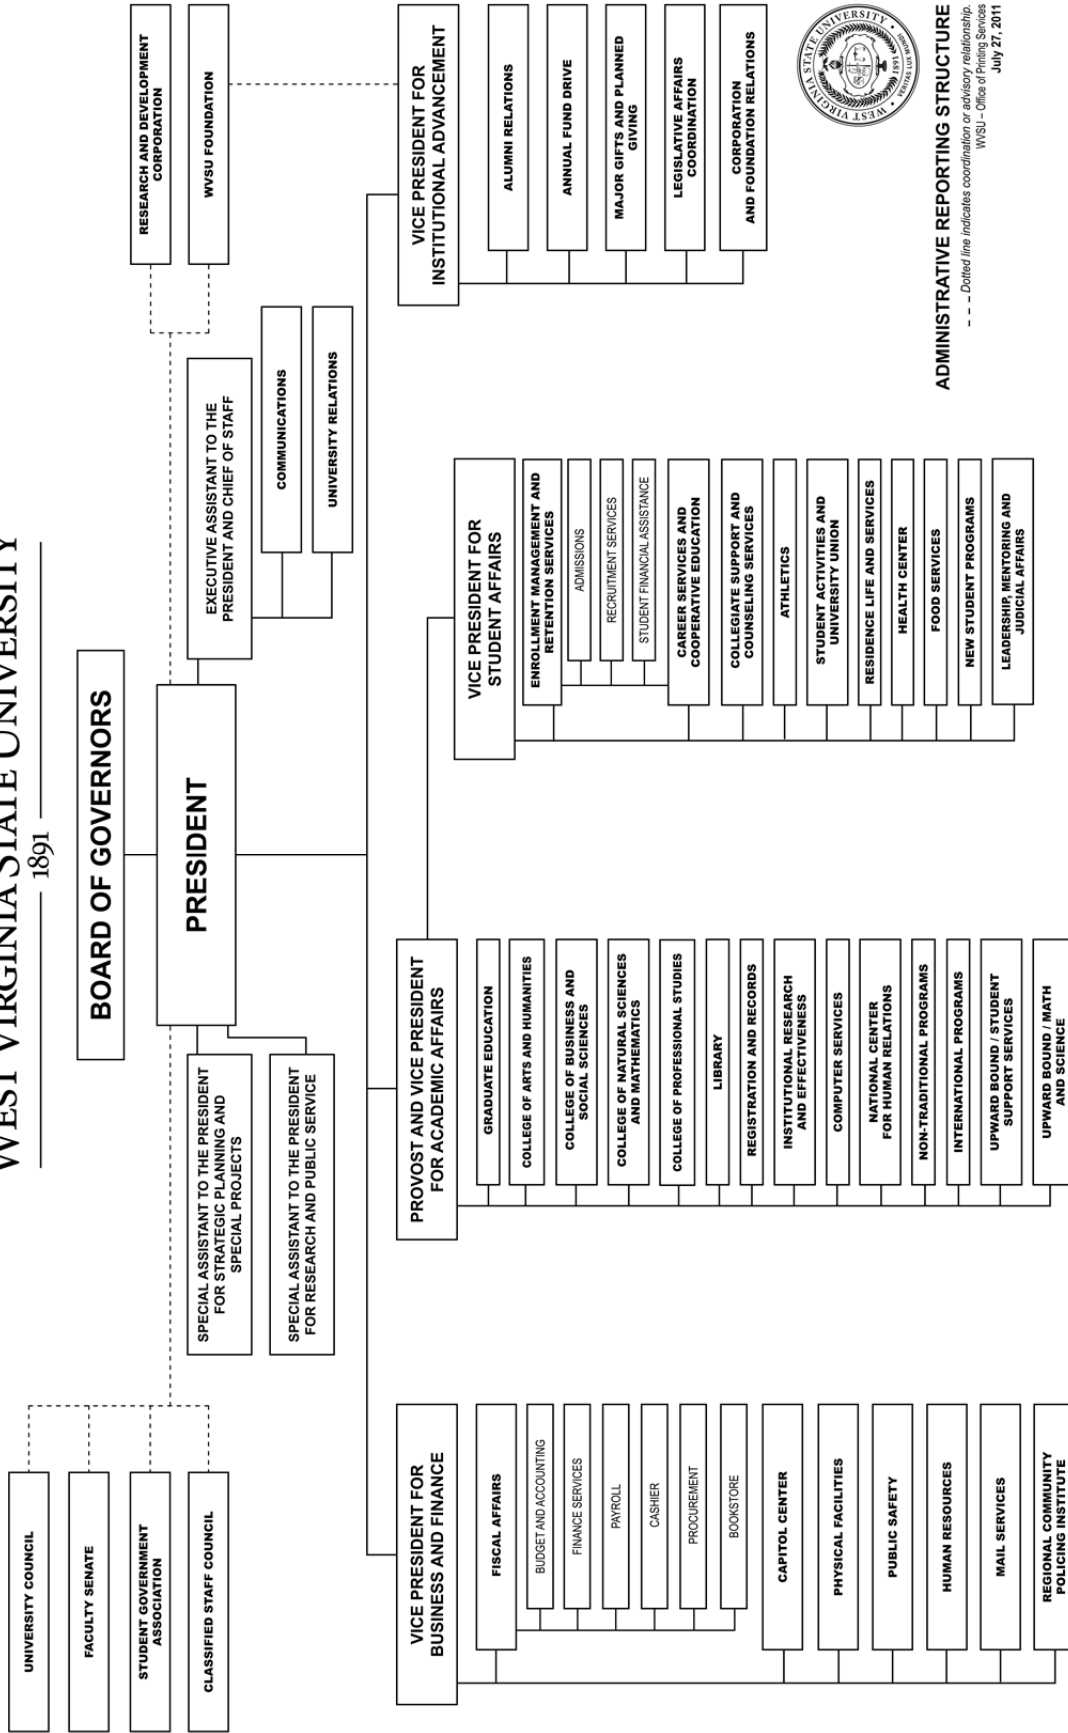 WEST VIRGINIA STATE UNIVERSITY
1891
UNIVERSITY COUNCIL
FACULTY SENATE
STUDENT GOVERNMENT
ASSOCIATION
CLASSIFIED STAFF COUNCIL
BOARD OF GOVERNORS
PRESIDENT
RESEARCH AND DEVELOPMENT
CORPORATION
WVSU FOUNDATION
SPECIAL ASSISTANT TO THE PRESIDENT
FOR STRATEGIC PLANNING AND
SPECIAL PROJECTS
SPECIAL ASSISTANT TO THE PRESIDENT
FOR RESEARCH AND PUBLIC SERVICE
EXECUTIVE ASSISTANT TO THE
PRESIDENT AND CHIEF OF STAFF
COMMUNICATIONS
UNIVERSITY RELATIONS
VICE PRESIDENT FOR
BUSINESS AND FINANCE
FISCAL AFFAIRS
BUDGET AND ACCOUNTING
FINANCE SERVICES
PAYROLL
CASHIER
PROCUREMENT
BOOKSTORE
CAPITOL CENTER
PHYSICAL FACILITIES
PUBLIC SAFETY
HUMAN RESOURCES
MAIL SERVICES
REGIONAL COMMUNITY
POLICING INSTITUTE
PROVOST AND VICE PRESIDENT
FOR ACADEMIC AFFAIRS
GRADUATE EDUCATION
COLLEGE OF ARTS AND HUMANITIES
COLLEGE OF BUSINESS AND
SOCIAL SCIENCES
COLLEGE OF NATURAL SCIENCES
AND MATHEMATICS
COLLEGE OF PROFESSIONAL STUDIES
LIBRARY
REGISTRATION AND RECORDS
INSTITUTIONAL RESEARCH
AND EFFECTIVENESS
COMPUTER SERVICES
NATIONAL CENTER
FOR HUMAN RELATIONS
NON-TRADITIONAL PROGRAMS
INTERNATIONAL PROGRAMS
UPWARD BOUND / STUDENT
SUPPORT SERVICES
UPWARD BOUND / MATH
AND SCIENCE
VICE PRESIDENT FOR
STUDENT AFFAIRS
ENROLLMENT MANAGEMENT AND
RETENTION SERVICES
ADMISSIONS
RECRUITMENT SERVICES
STUDENT FINANCIAL ASSISTANCE
CAREER SERVICES AND
COOPERATIVE EDUCATION
COLLEGIATE SUPPORT AND
COUNSELING SERVICES
ATHLETICS
STUDENT ACTIVITIES AND
UNIVERSITY UNION
RESIDENCE LIFE AND SERVICES
HEALTH CENTER
FOOD SERVICES
NEW STUDENT PROGRAMS
LEADERSHIP, MENTORING AND
JUDICIAL AFFAIRS
VICE PRESIDENT FOR
INSTITUTIONAL ADVANCEMENT
ALUMNI RELATIONS
ANNUAL FUND DRIVE
MAJOR GIFTS AND PLANNED
GIVING
LEGISLATIVE AFFAIRS
COORDINATION
CORPORATION
AND FOUNDATION RELATIONS
WEST VIRGINIA STATE UNIVERSITY
1891
VERITAS LUX MUNDI
ADMINISTRATIVE REPORTING STRUCTURE
– – – Dotted line indicates coordination or advisory relationship.
WVSU – Office of Printing Services
July 27, 2011